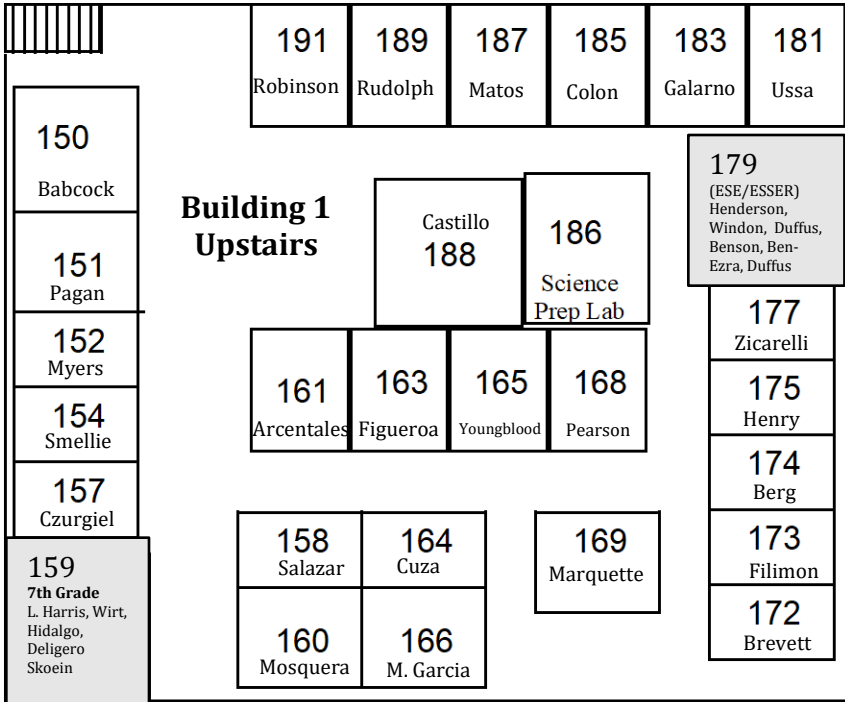 191
Robinson
189
Rudolph
187
Matos
185
Colon
183
Galarno
181
Ussa
150
Babcock
151
Pagan
152
Myers
154
Smellie
157
Czurgiel
159
7th Grade
L. Harris, Wirt,
Hidalgo,
Deligero
Skoein
Building 1
Upstairs
Castillo
188
186
Science
Prep Lab
179
(ESE/ESSER)
Henderson,
Windon, Duffus,
Benson, Ben-
Ezra, Duffus
177
Zicarelli
175
Henry
174
Berg
173
Filimon
172
Brevett
161
Arcentales
163
Figueroa
165
Youngblood
168
Pearson
158
Salazar
164
Cuza
160
Mosquera
166
M. Garcia
169
Marquette